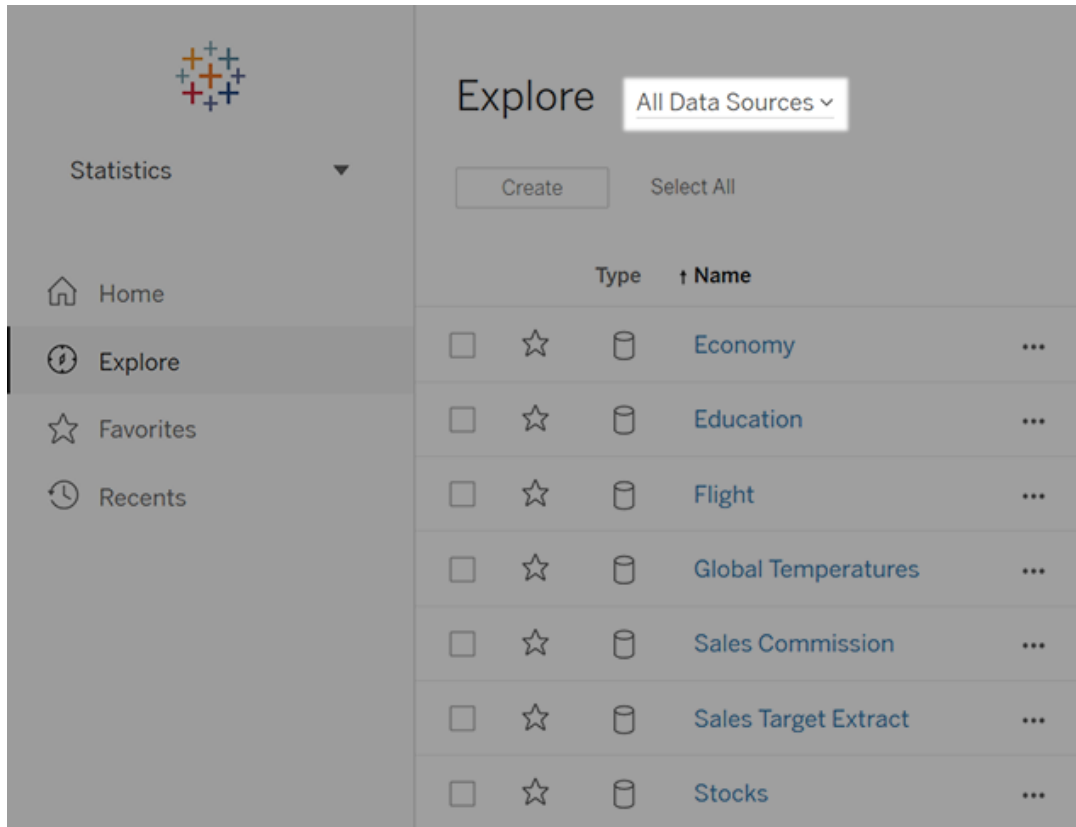 Statistics
Home
Explore
Favorites
Recents
Explore All Data Sources
Create Select All
Type ↑ Name
Economy
Education
Flight
Global Temperatures
Sales Commission
Sales Target Extract
Stocks